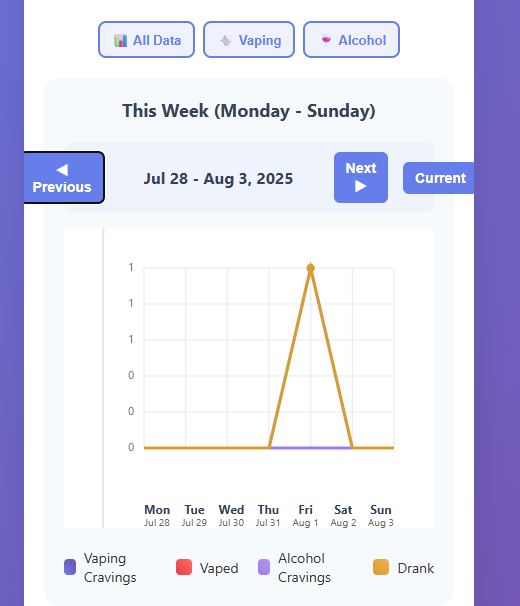 📊 All Data 🚭 Vaping 🍷 Alcohol
This Week (Monday - Sunday)
◀
Previous
Jul 28 - Aug 3, 2025
Next
▶
Current
1
1
1
0
0
0
Mon Tue Wed Thu Fri Sat Sun
Jul 28 Jul 29 Jul 30 Jul 31 Aug 1 Aug 2 Aug 3
Vaping
Cravings
Vaped
Alcohol
Cravings
Drank